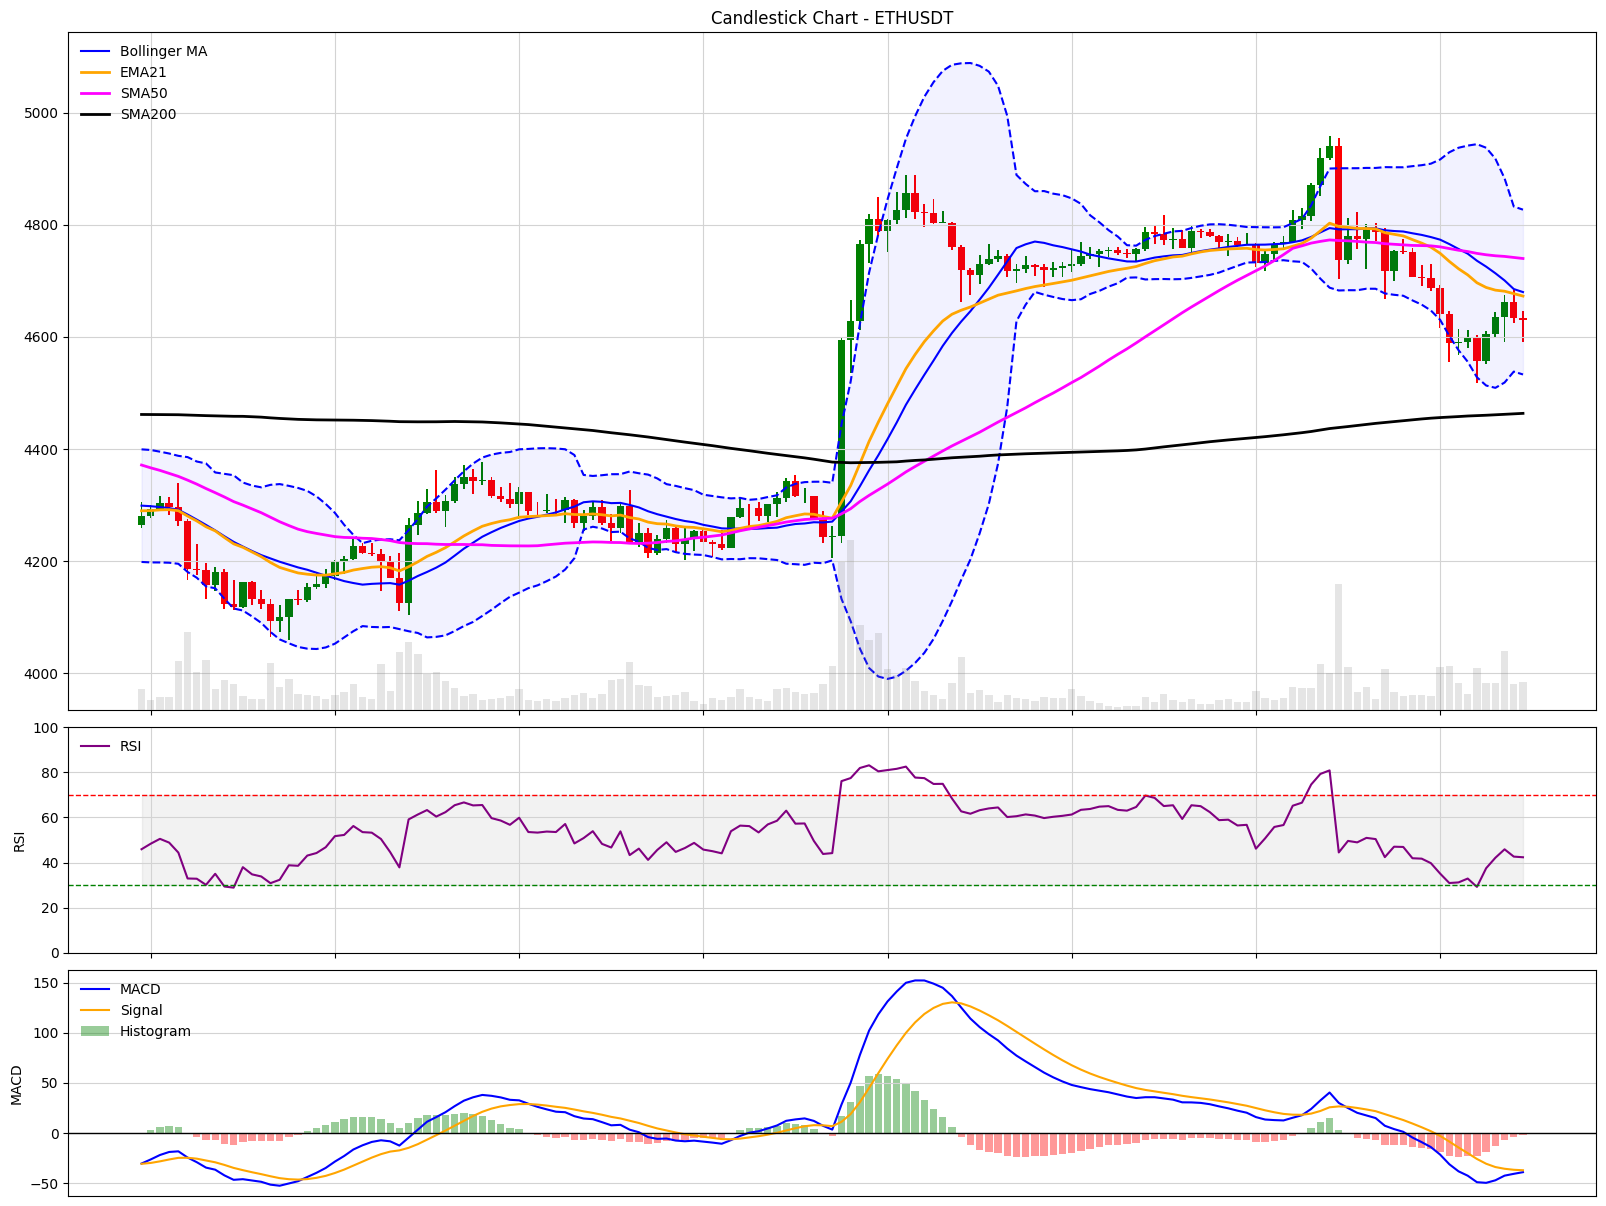 Candlestick Chart - ETHUSDT
Bollinger MA
EMA21
SMA50
SMA200
5000
4800
4600
4400
4200
4000
RSI
100
80
60
40
20
0
RSI
MACD
Signal
Histogram
150
100
50
0
−50
MACD